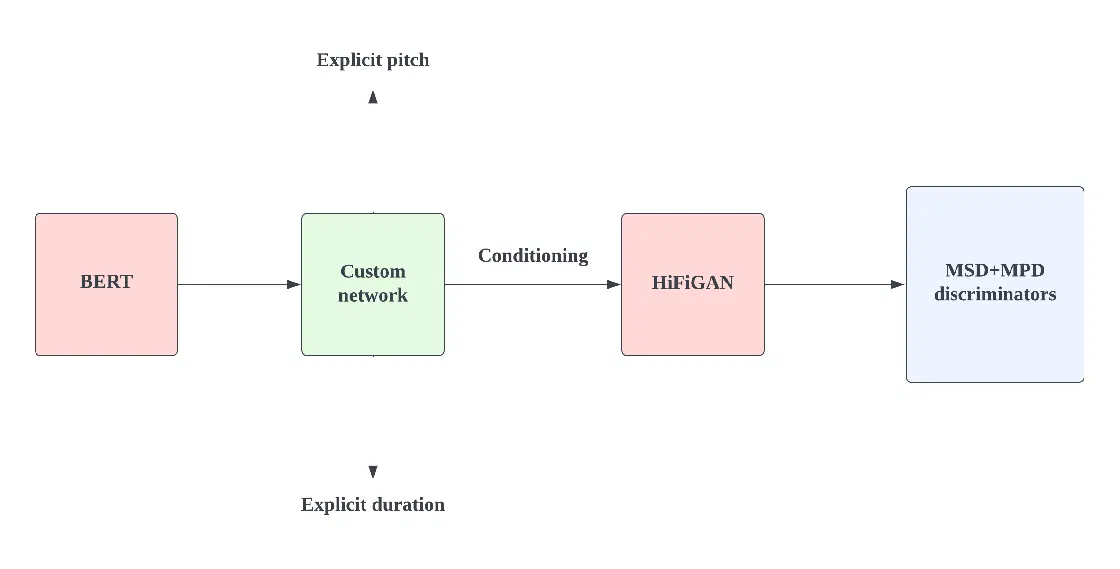 Explicit pitch
BERT
Custom
network
Conditioning
HiFiGAN
MSD+MPD
discriminators
Explicit duration